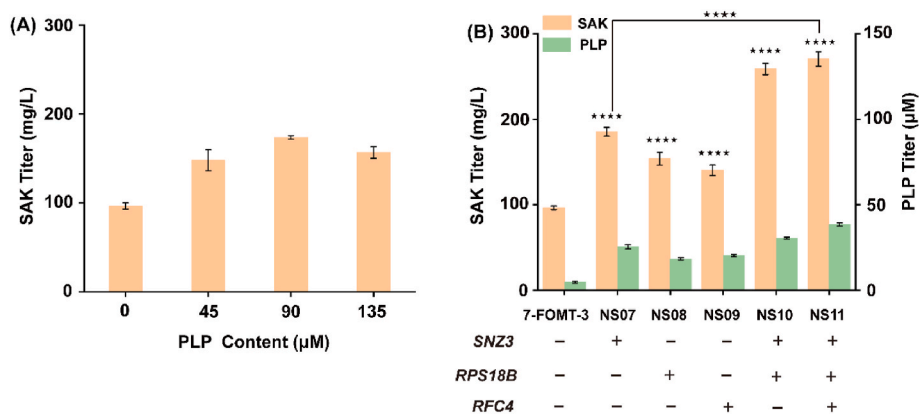 (A)
SAK Titer (mg/L)
300
200
100
0
0 45 90 135
PLP Content (μM)
(B)
SAK
PLP
★★★★
★★★★
★★★★
★★★★
★★★★
★★★★
SAK Titer (mg/L)
300
200
100
0
PLP Titer (μM)
150
100
50
0
7-FOMT-3 NS07 NS08 NS09 NS10 NS11
SNZ3 – + – – + +
RPS18B – – + – + +
RFC4 – – – + – +